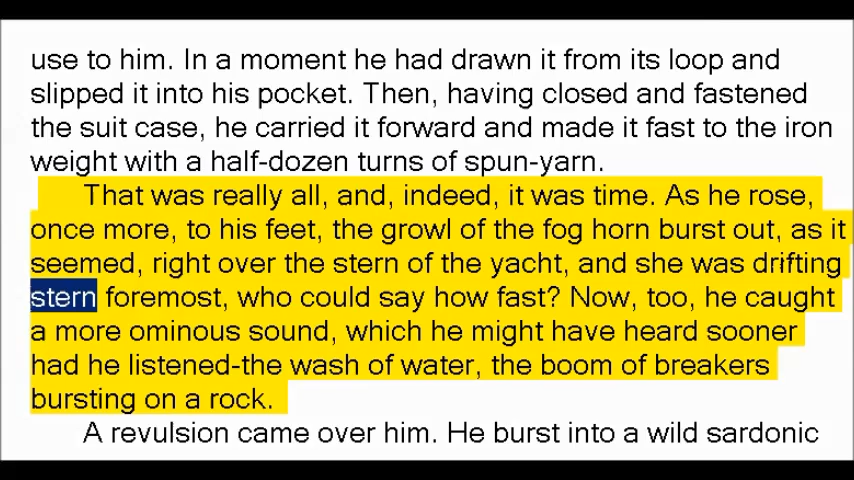 use to him. In a moment he had drawn it from its loop and
slipped it into his pocket. Then, having closed and fastened
the suit case, he carried it forward and made it fast to the iron
weight with a half-dozen turns of spun-yarn.
That was really all, and, indeed, it was time. As he rose,
once more, to his feet, the growl of the fog horn burst out, as it
seemed, right over the stern of the yacht, and she was drifting
stern foremost, who could say how fast? Now, too, he caught
a more ominous sound, which he might have heard sooner
had he listened-the wash of water, the boom of breakers
bursting on a rock.
A revulsion came over him. He burst into a wild sardonic